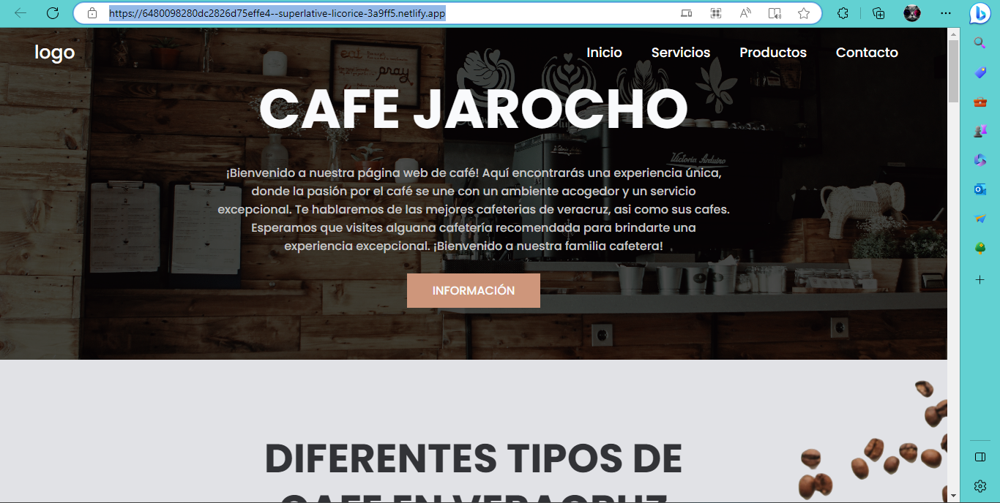 https://6480098280dc2826d75effe4--superlative-licorice-3a9ff5.netlify.app
logo
Inicio Servicios Productos Contacto
eat
pray
CAFE JAROCHO
Victoria Arduino
¡Bienvenido a nuestra página web de café! Aquí encontrarás una experiencia única,
donde la pasión por el café se une con un ambiente acogedor y un servicio
excepcional. Te hablaremos de las mejores cafeterias de veracruz, asi como sus cafes.
Esperamos que visites alguana cafetería recomendada para brindarte una
experiencia excepcional. ¡Bienvenido a nuestra familia cafetera!
INFORMACIÓN
DIFERENTES TIPOS DE
CAFE EN VERACRUZ